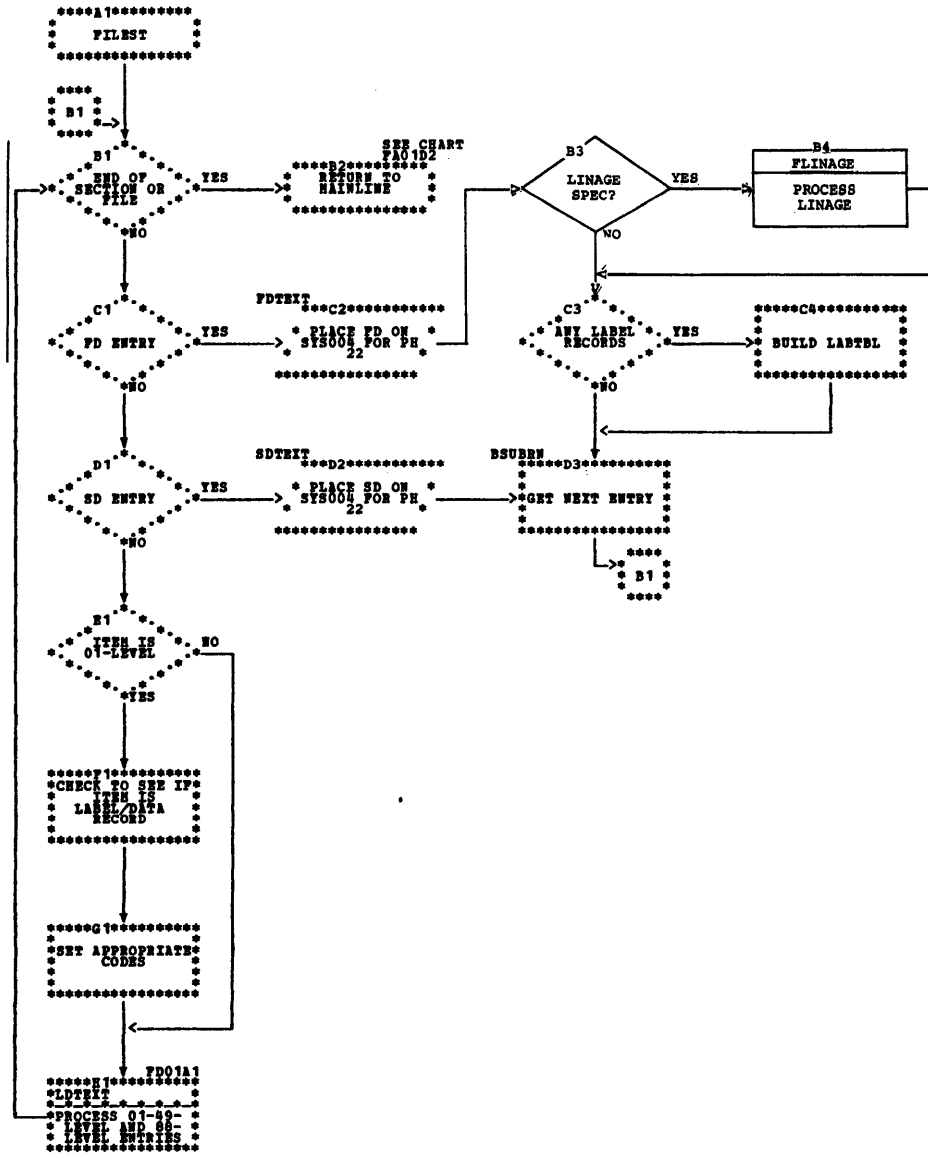 A1
FILEST
B1
B1
END OF
SECTION OR
FILE
YES
NO
SEE CHART
FA01D2
B2
RETURN TO
MAINLINE
B3
LINAGE
SPEC?
YES
NO
B4
FLINAGE
PROCESS
LINAGE
C1
FD ENTRY
YES
NO
FDTEXT
C2
PLACE FD ON
SYS004 FOR PH
22
C3
ANY LABEL
RECORDS
YES
NO
C4
BUILD LABTBL
D1
SD ENTRY
YES
NO
SDTEXT
D2
PLACE SD ON
SYS004 FOR PH
22
BSUBRN
D3
GET NEXT ENTRY
B1
E1
ITEM IS
01-LEVEL
NO
YES
F1
CHECK TO SEE IF
ITEM IS
LABEL/DATA
RECORD
G1
SET APPROPRIATE
CODES
FD01A1
H1
LDTEXT
PROCESS 01-49-
LEVEL AND 88-
LEVEL ENTRIES